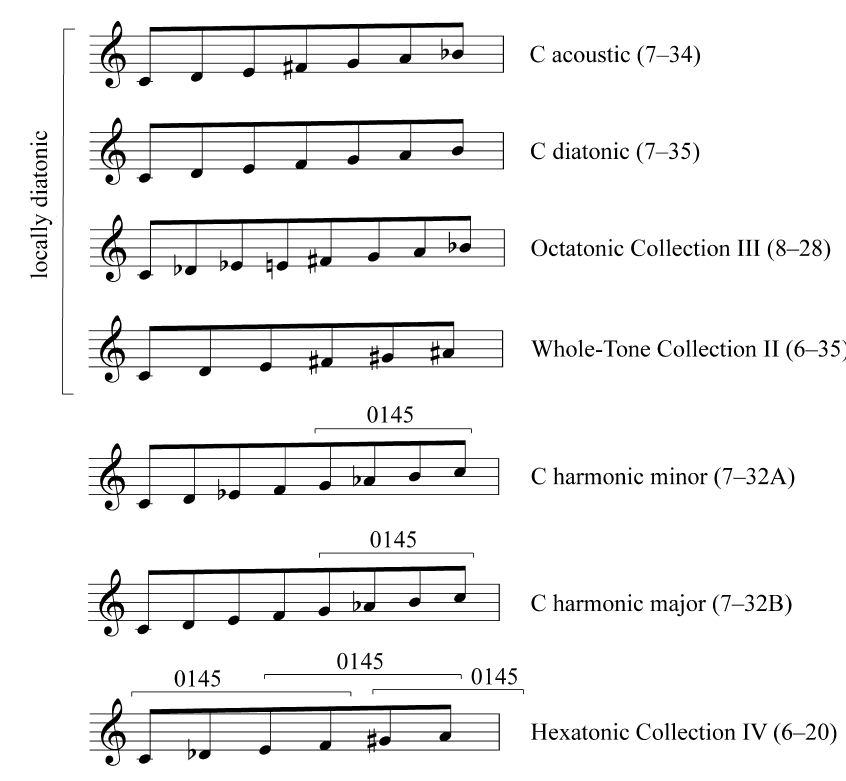 locally diatonic
C acoustic (7–34)
C diatonic (7–35)
Octatonic Collection III (8–28)
Whole-Tone Collection II (6–35)
0145
C harmonic minor (7–32A)
0145
C harmonic major (7–32B)
0145
0145
0145
Hexatonic Collection IV (6–20)